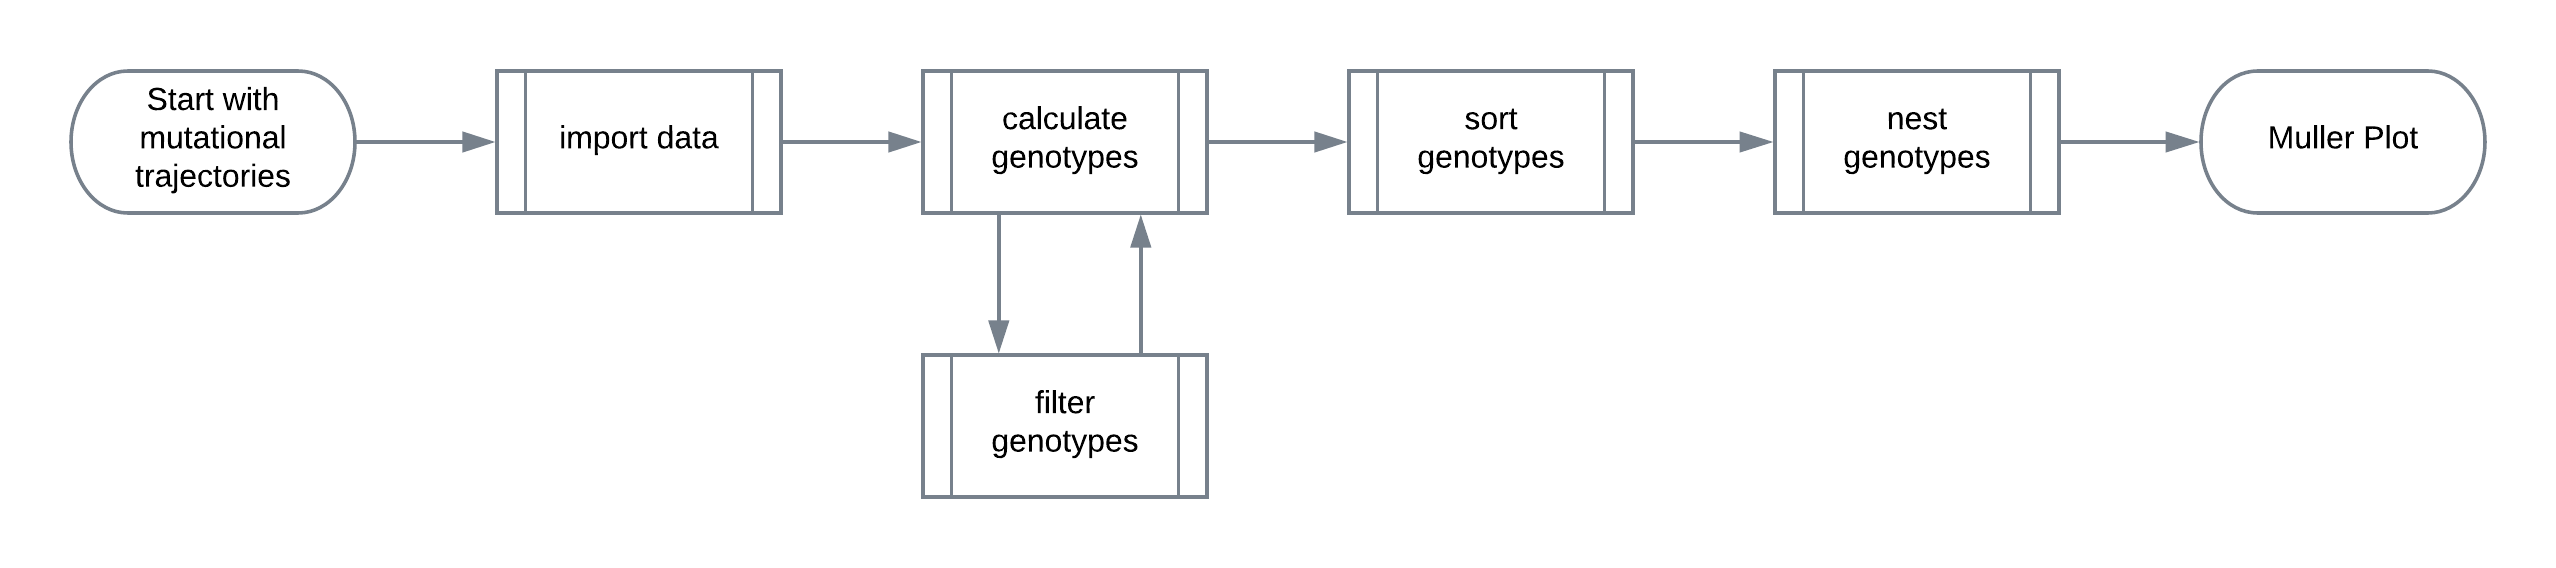 Start with
mutational
trajectories
import data
calculate
genotypes
sort
genotypes
nest
genotypes
Muller Plot
filter
genotypes